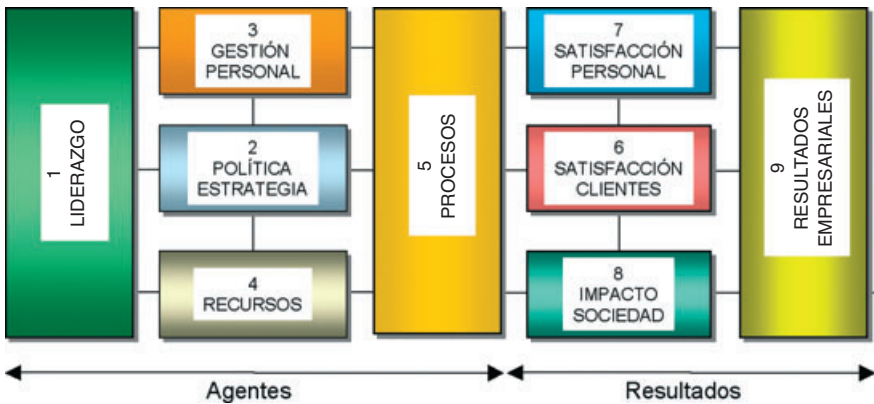 1
LIDERAZGO
3
GESTIÓN
PERSONAL
2
POLÍTICA
ESTRATEGIA
4
RECURSOS
5
PROCESOS
7
SATISFACCIÓN
PERSONAL
6
SATISFACCIÓN
CLIENTES
8
IMPACTO
SOCIEDAD
9
RESULTADOS
EMPRESARIALES
Agentes
Resultados